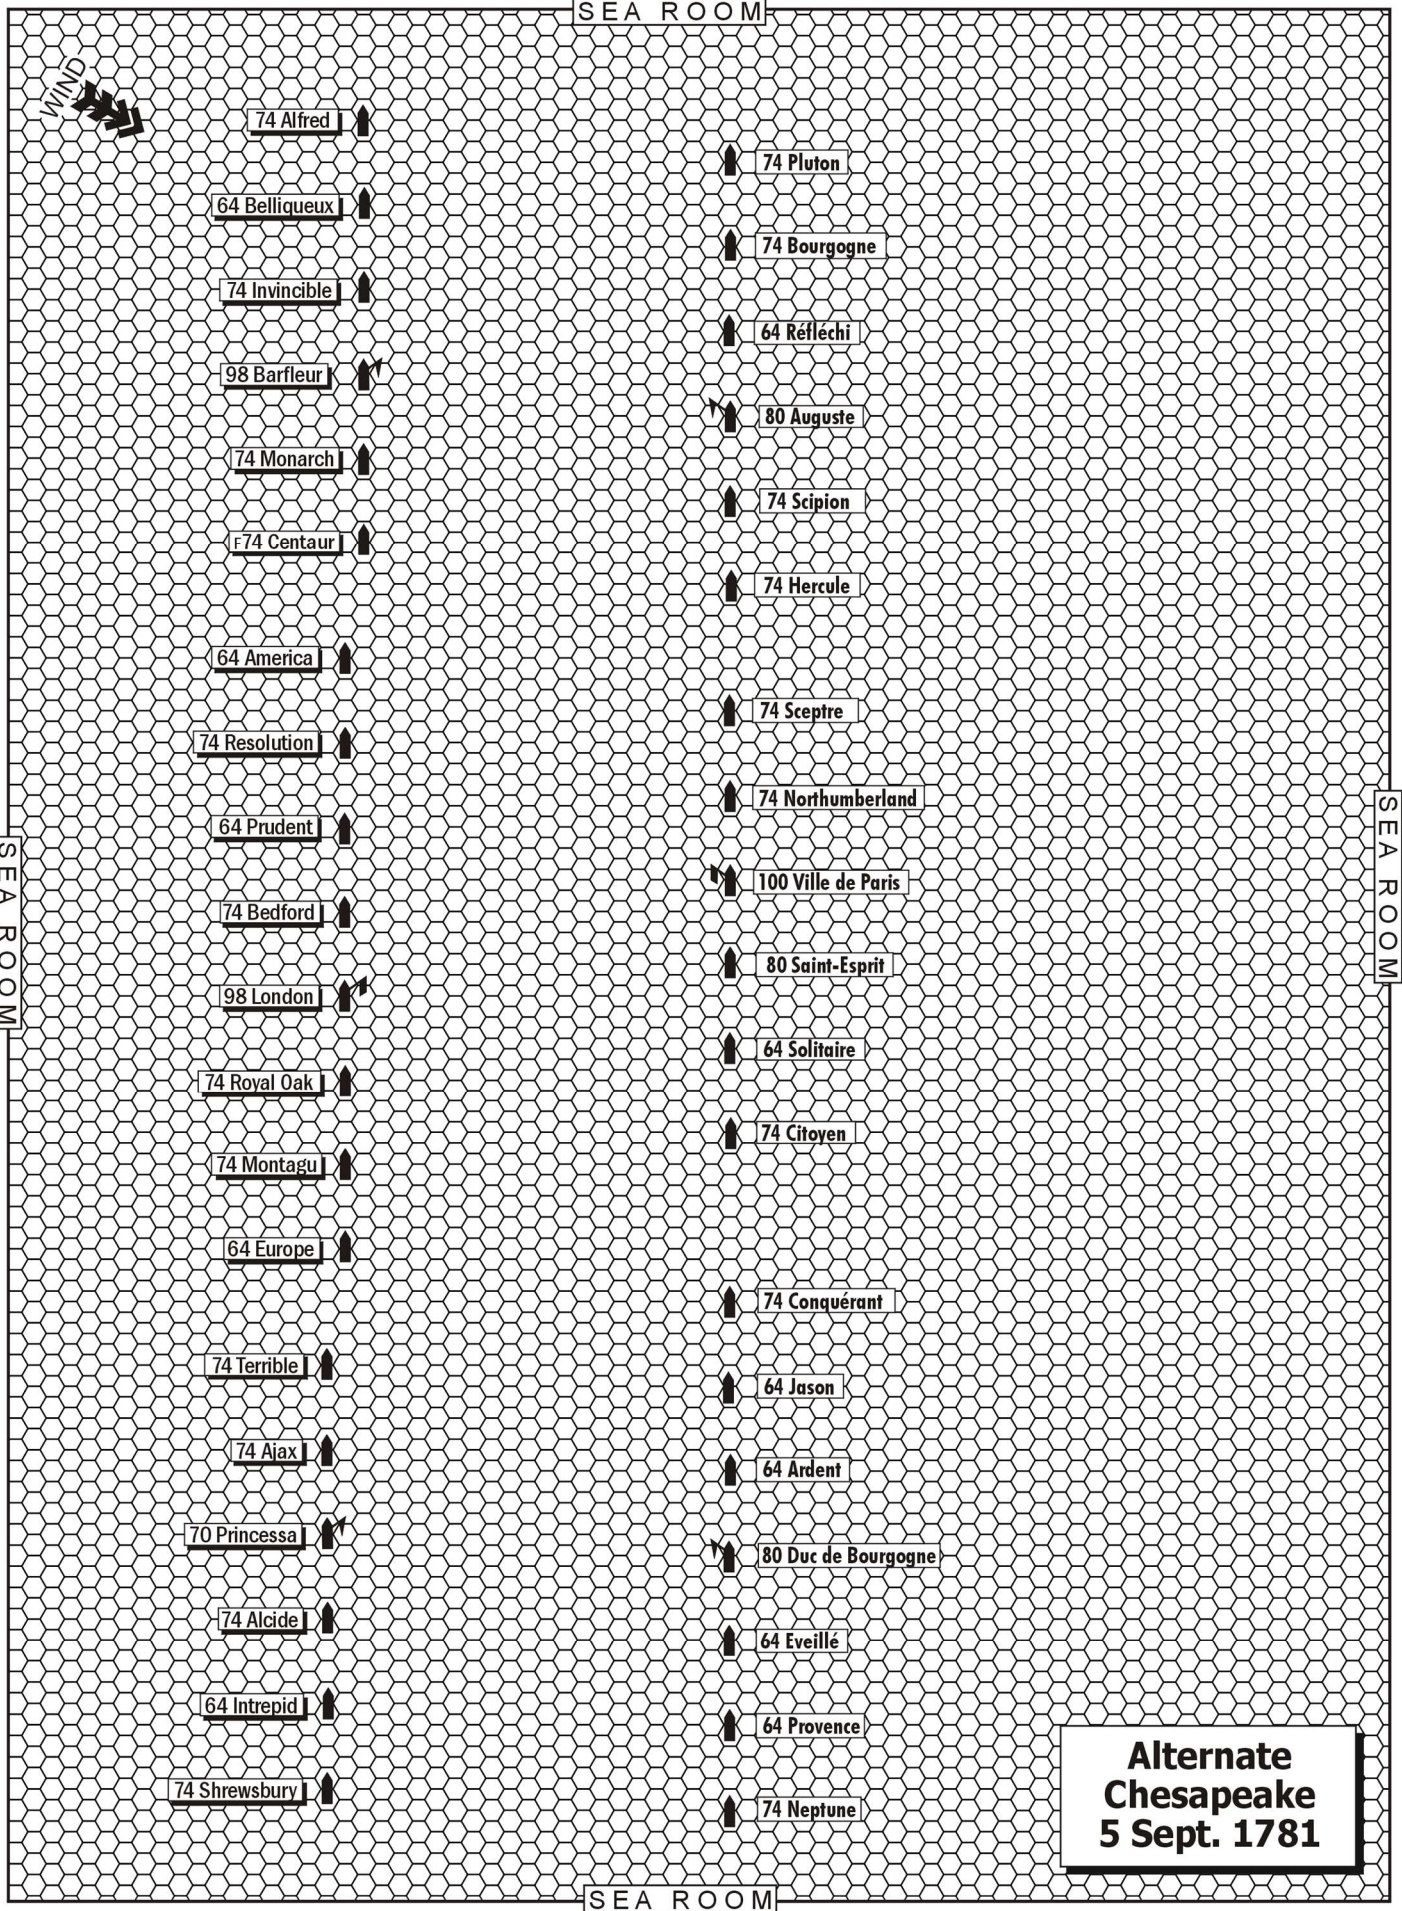 SEA ROOM
WIND
74 Alfred
74 Pluton
64 Belliqueux
74 Bourgogne
74 Invincible
64 Réfléchi
98 Barfleur
80 Auguste
74 Monarch
74 Scipion
F74 Centaur
74 Hercule
64 America
74 Sceptre
74 Resolution
74 Northumberland
64 Prudent
SEA ROOM
SEA ROOM
100 Ville de Paris
74 Bedford
80 Saint-Esprit
98 London
64 Solitaire
74 Royal Oak
74 Citoyen
74 Montagu
64 Europe
74 Conquérant
74 Terrible
64 Jason
74 Ajax
64 Ardent
70 Princessa
80 Duc de Bourgogne
74 Alcide
64 Eveillé
64 Intrepid
64 Provence
74 Shrewsbury
74 Neptune
Alternate
Chesapeake
5 Sept. 1781
SEA ROOM